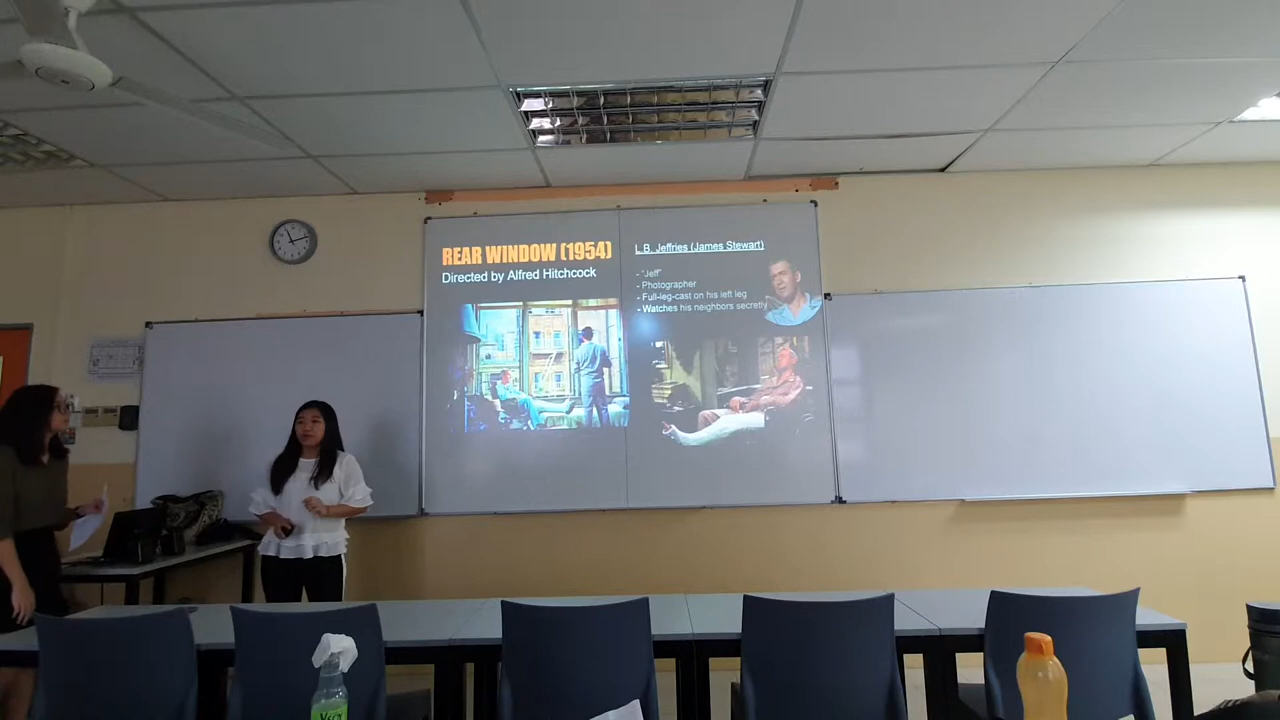 REAR WINDOW (1954)
Directed by Alfred Hitchcock
L.B. Jeffries (James Stewart)
- "Jeff"
- Photographer
- Full-leg-cast on his left leg
- Watches his neighbors secretly